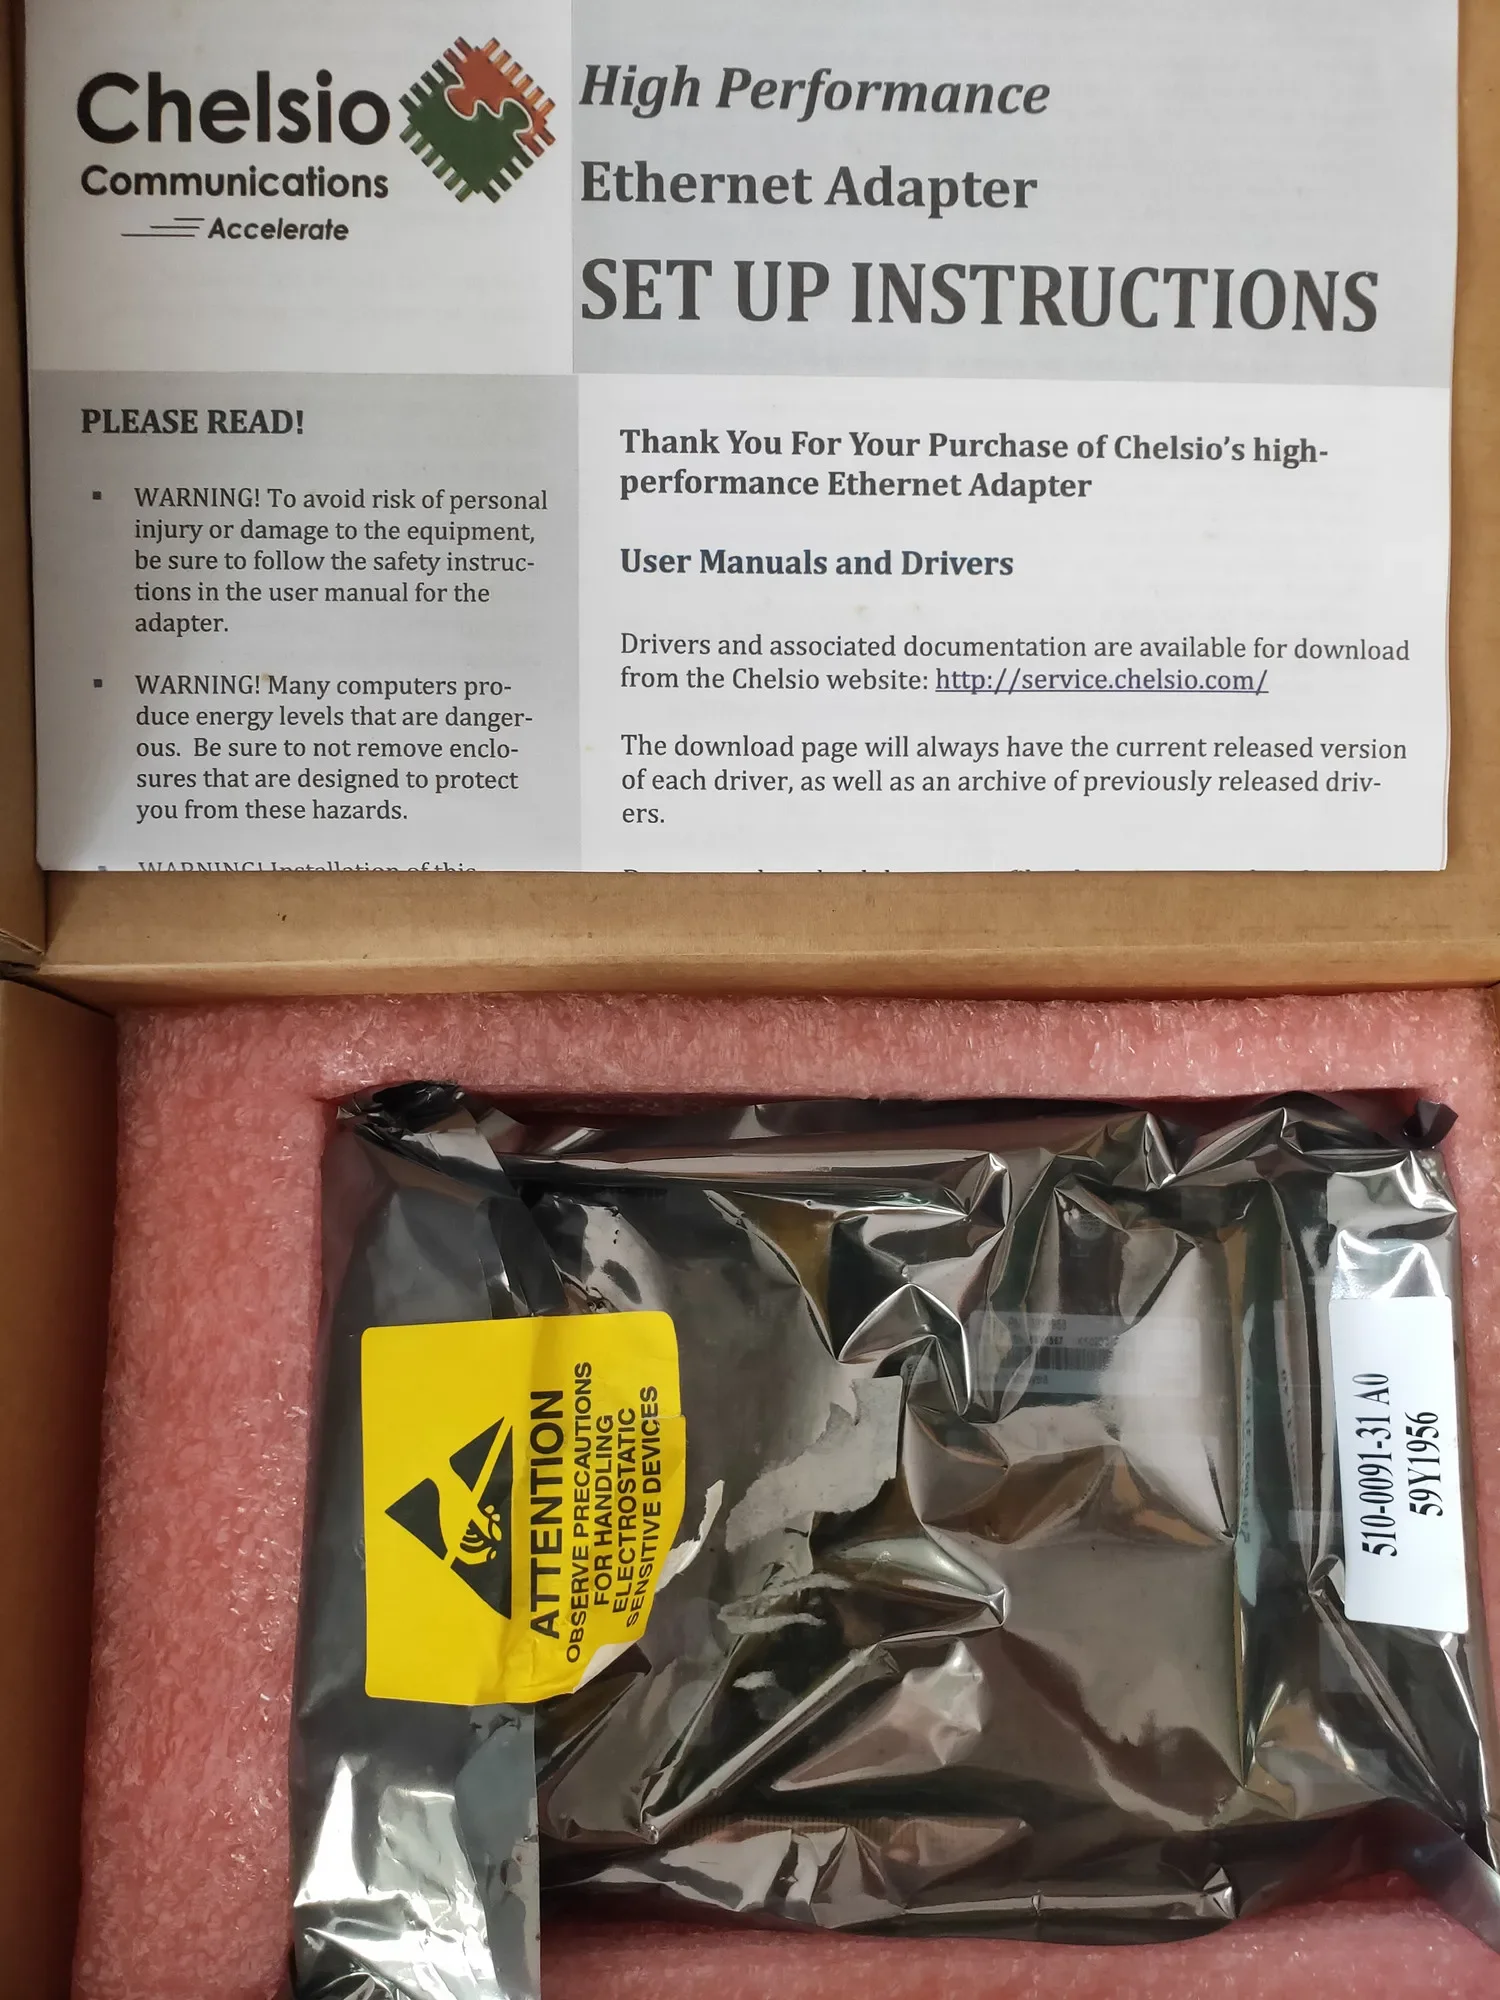 Chelsio
Communications
Accelerate
High Performance
Ethernet Adapter
SET UP INSTRUCTIONS
PLEASE READ!
▪ WARNING! To avoid risk of personal
injury or damage to the equipment,
be sure to follow the safety instruc-
tions in the user manual for the
adapter.
▪ WARNING! Many computers pro-
duce energy levels that are danger-
ous. Be sure to not remove enclo-
sures that are designed to protect
you from these hazards.
▪ WARNING! Installation of this
Thank You For Your Purchase of Chelsio's high-
performance Ethernet Adapter
User Manuals and Drivers
Drivers and associated documentation are available for download
from the Chelsio website: http://service.chelsio.com/
The download page will always have the current released version
of each driver, as well as an archive of previously released driv-
ers.
ATTENTION
OBSERVE PRECAUTIONS
FOR HANDLING
ELECTROSTATIC
SENSITIVE DEVICES
510-0091-31 A0
59Y1956